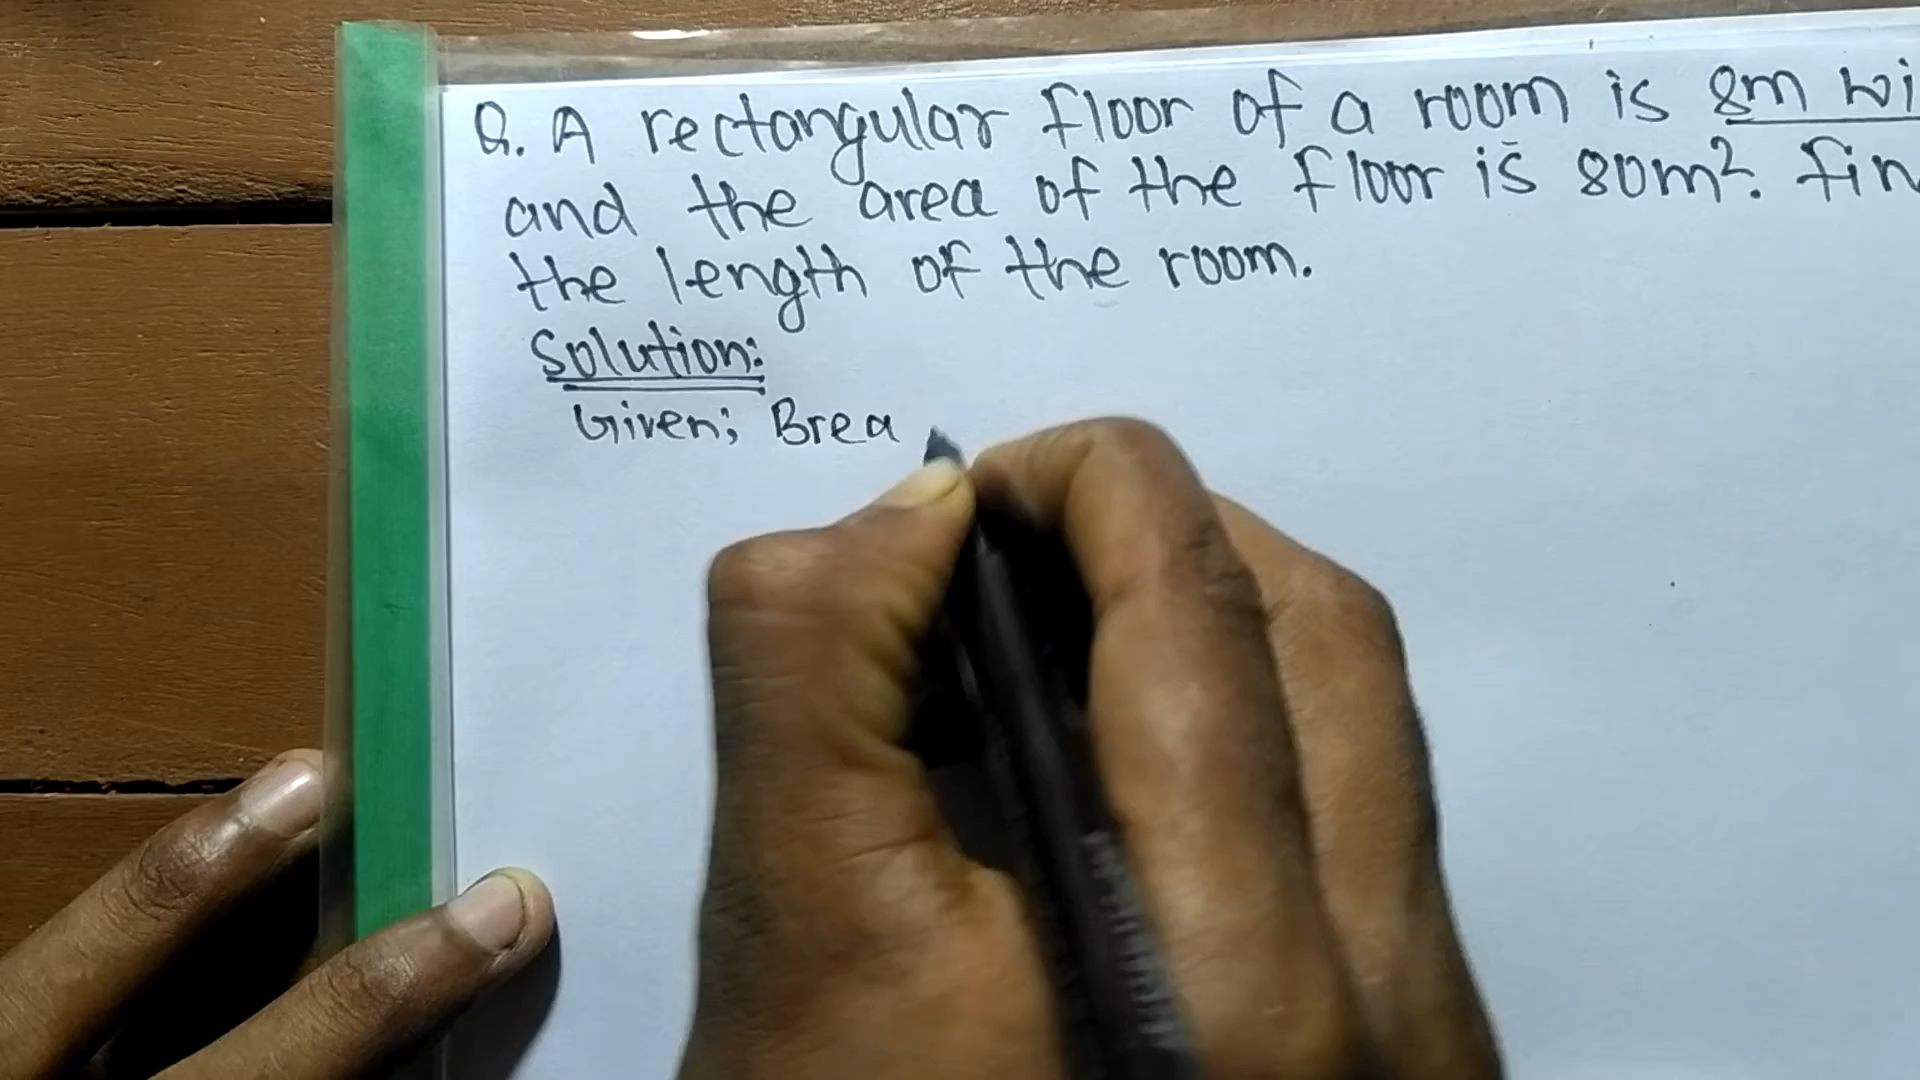 Q. A rectangular floor of a room is 8m wi
and the area of the floor is 80m². fin
the length of the room.
Solution:
Given; Brea